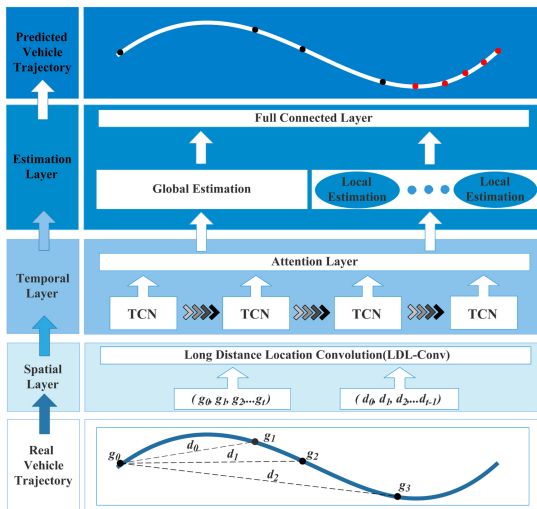 Predicted
Vehicle
Trajectory
Full Connected Layer
Estimation
Layer
Global Estimation
Local
Estimation
Local
Estimation
Attention Layer
Temporal
Layer
TCN
TCN
TCN
TCN
Long Distance Location Convolution(LDL-Conv)
Spatial
Layer
( g0, g1, g2,...gt)
( d0, d1, d2,...dt-1)
Real
Vehicle
Trajectory
g0
d0
g1
d1
g2
d2
g3